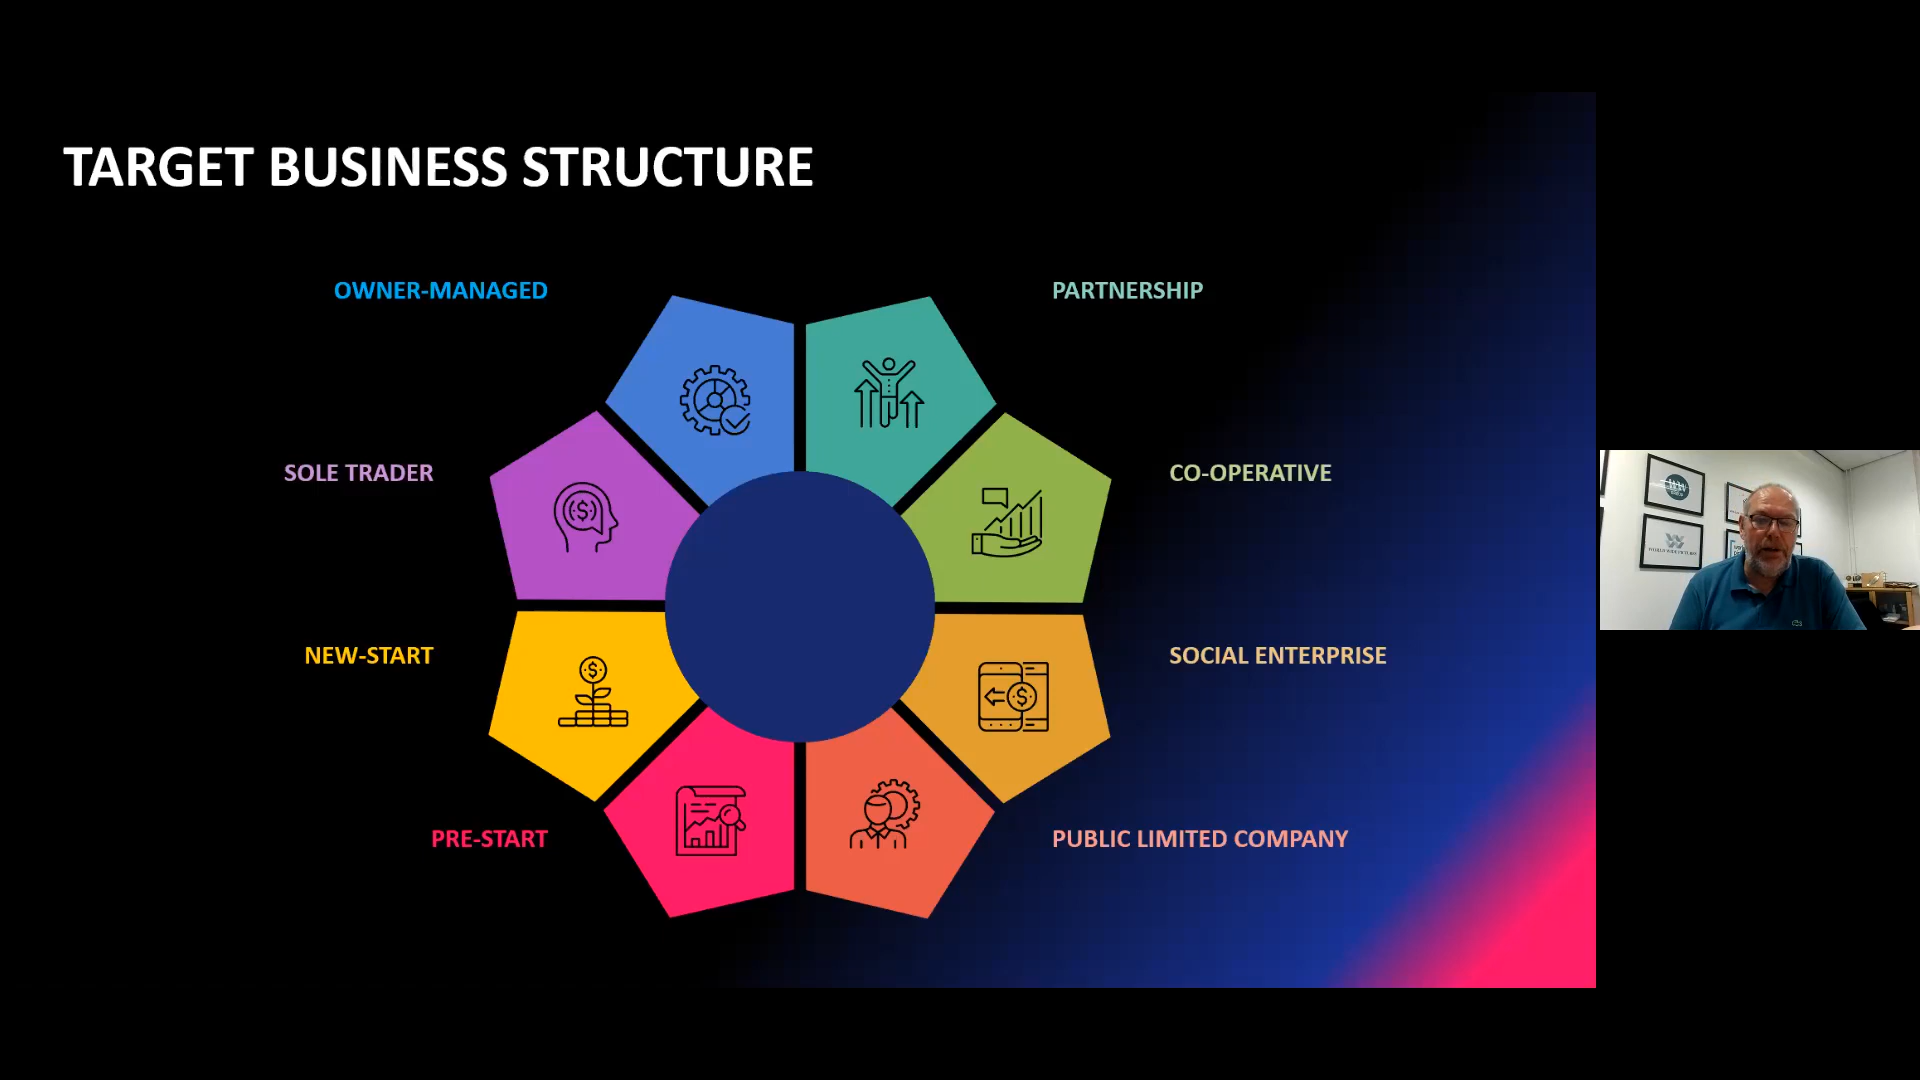 TARGET BUSINESS STRUCTURE
OWNER-MANAGED
PARTNERSHIP
SOLE TRADER
CO-OPERATIVE
NEW-START
SOCIAL ENTERPRISE
PRE-START
PUBLIC LIMITED COMPANY